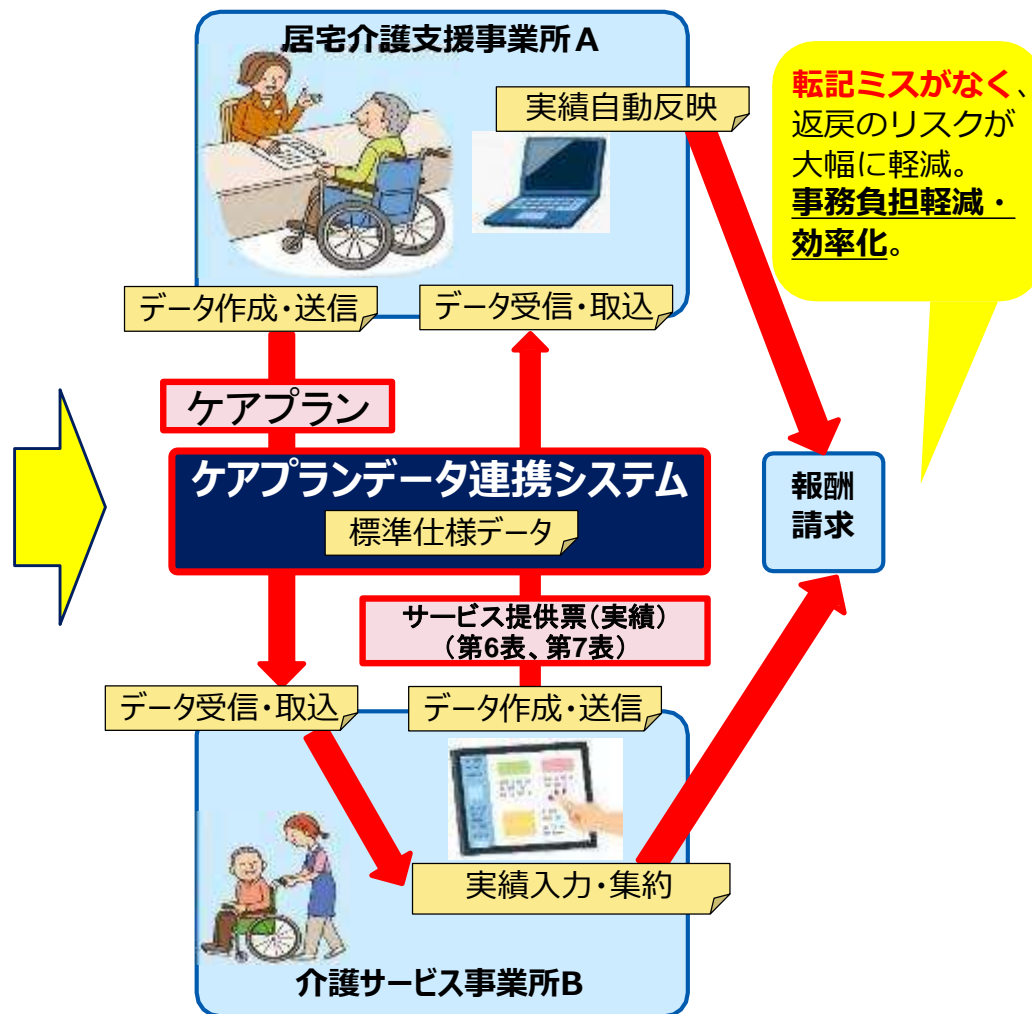 居宅介護支援事業所A
実績自動反映
転記ミスがなく、
返戻のリスクが
大幅に軽減。
事務負担軽減・
効率化。
データ作成・送信
データ受信・取込
ケアプラン
ケアプランデータ連携システム
標準仕様データ
報酬
請求
サービス提供票(実績)
(第6表、第7表)
データ受信・取込
データ作成・送信
実績入力・集約
介護サービス事業所B